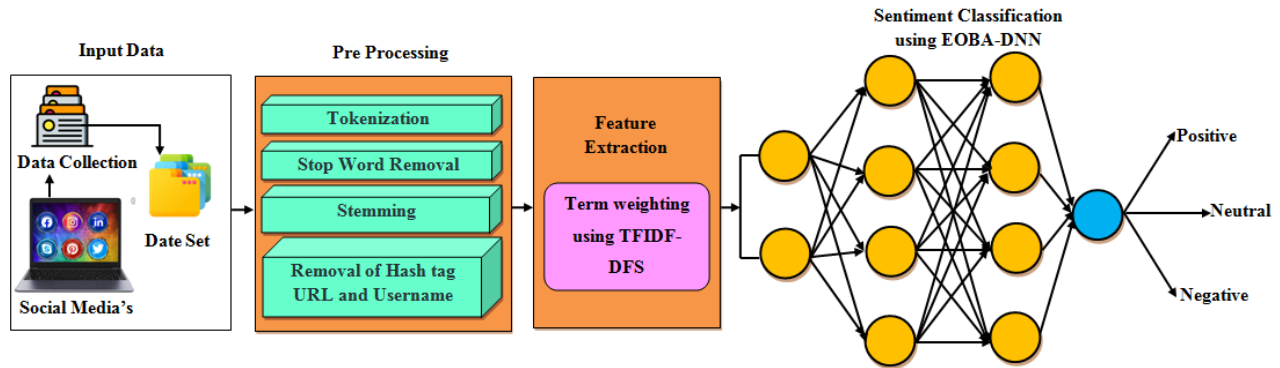 Input Data
Data Collection
Date Set
Social Media's
Pre Processing
Tokenization
Stop Word Removal
Stemming
Removal of Hash tag
URL and Username
Feature
Extraction
Term weighting
using TFIDF-
DFS
Sentiment Classification
using EOBA-DNN
Positive
Neutral
Negative